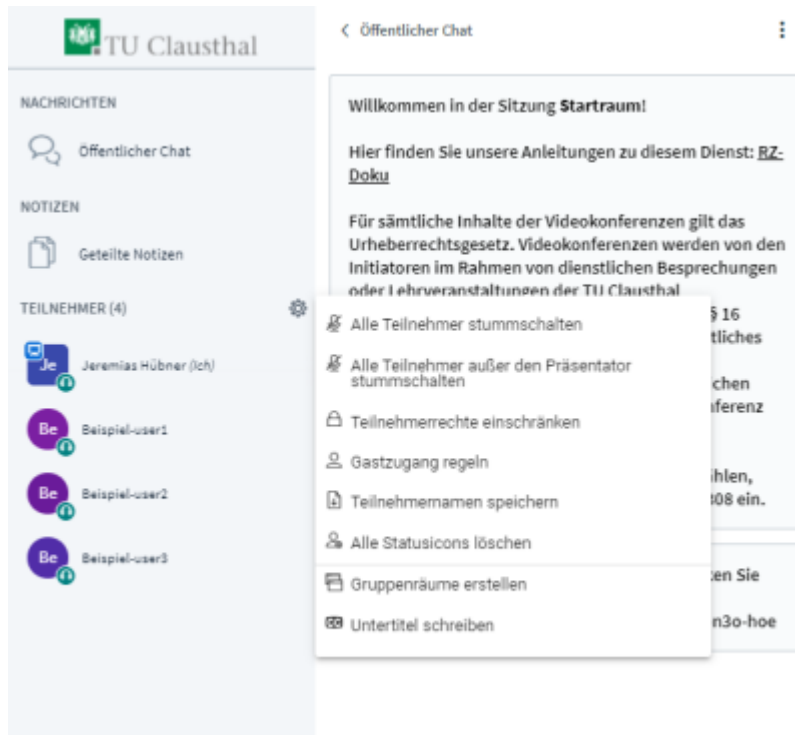 TU Clausthal
NACHRICHTEN
Öffentlicher Chat
NOTIZEN
Geteilte Notizen
TEILNEHMER (4)
Je
Jeremias Hübner (Ich)
Be
Beispiel-user1
Be
Beispiel-user2
Be
Beispiel-user3
Öffentlicher Chat
Willkommen in der Sitzung Startraum!
Hier finden Sie unsere Anleitungen zu diesem Dienst: RZ-
Doku
Für sämtliche Inhalte der Videokonferenzen gilt das
Urheberrechtsgesetz. Videokonferenzen werden von den
Initiatoren im Rahmen von dienstlichen Besprechungen
oder Lehrveranstaltungen der TU Clausthal
§ 16
tliches
chen
ferenz
ihlen,
308 ein.
en Sie
n3o-hoe
Alle Teilnehmer stummschalten
Alle Teilnehmer außer den Präsentator
stummschalten
Teilnehmerrechte einschränken
Gastzugang regeln
Teilnehmernamen speichern
Alle Statusicons löschen
Gruppenräume erstellen
Untertitel schreiben